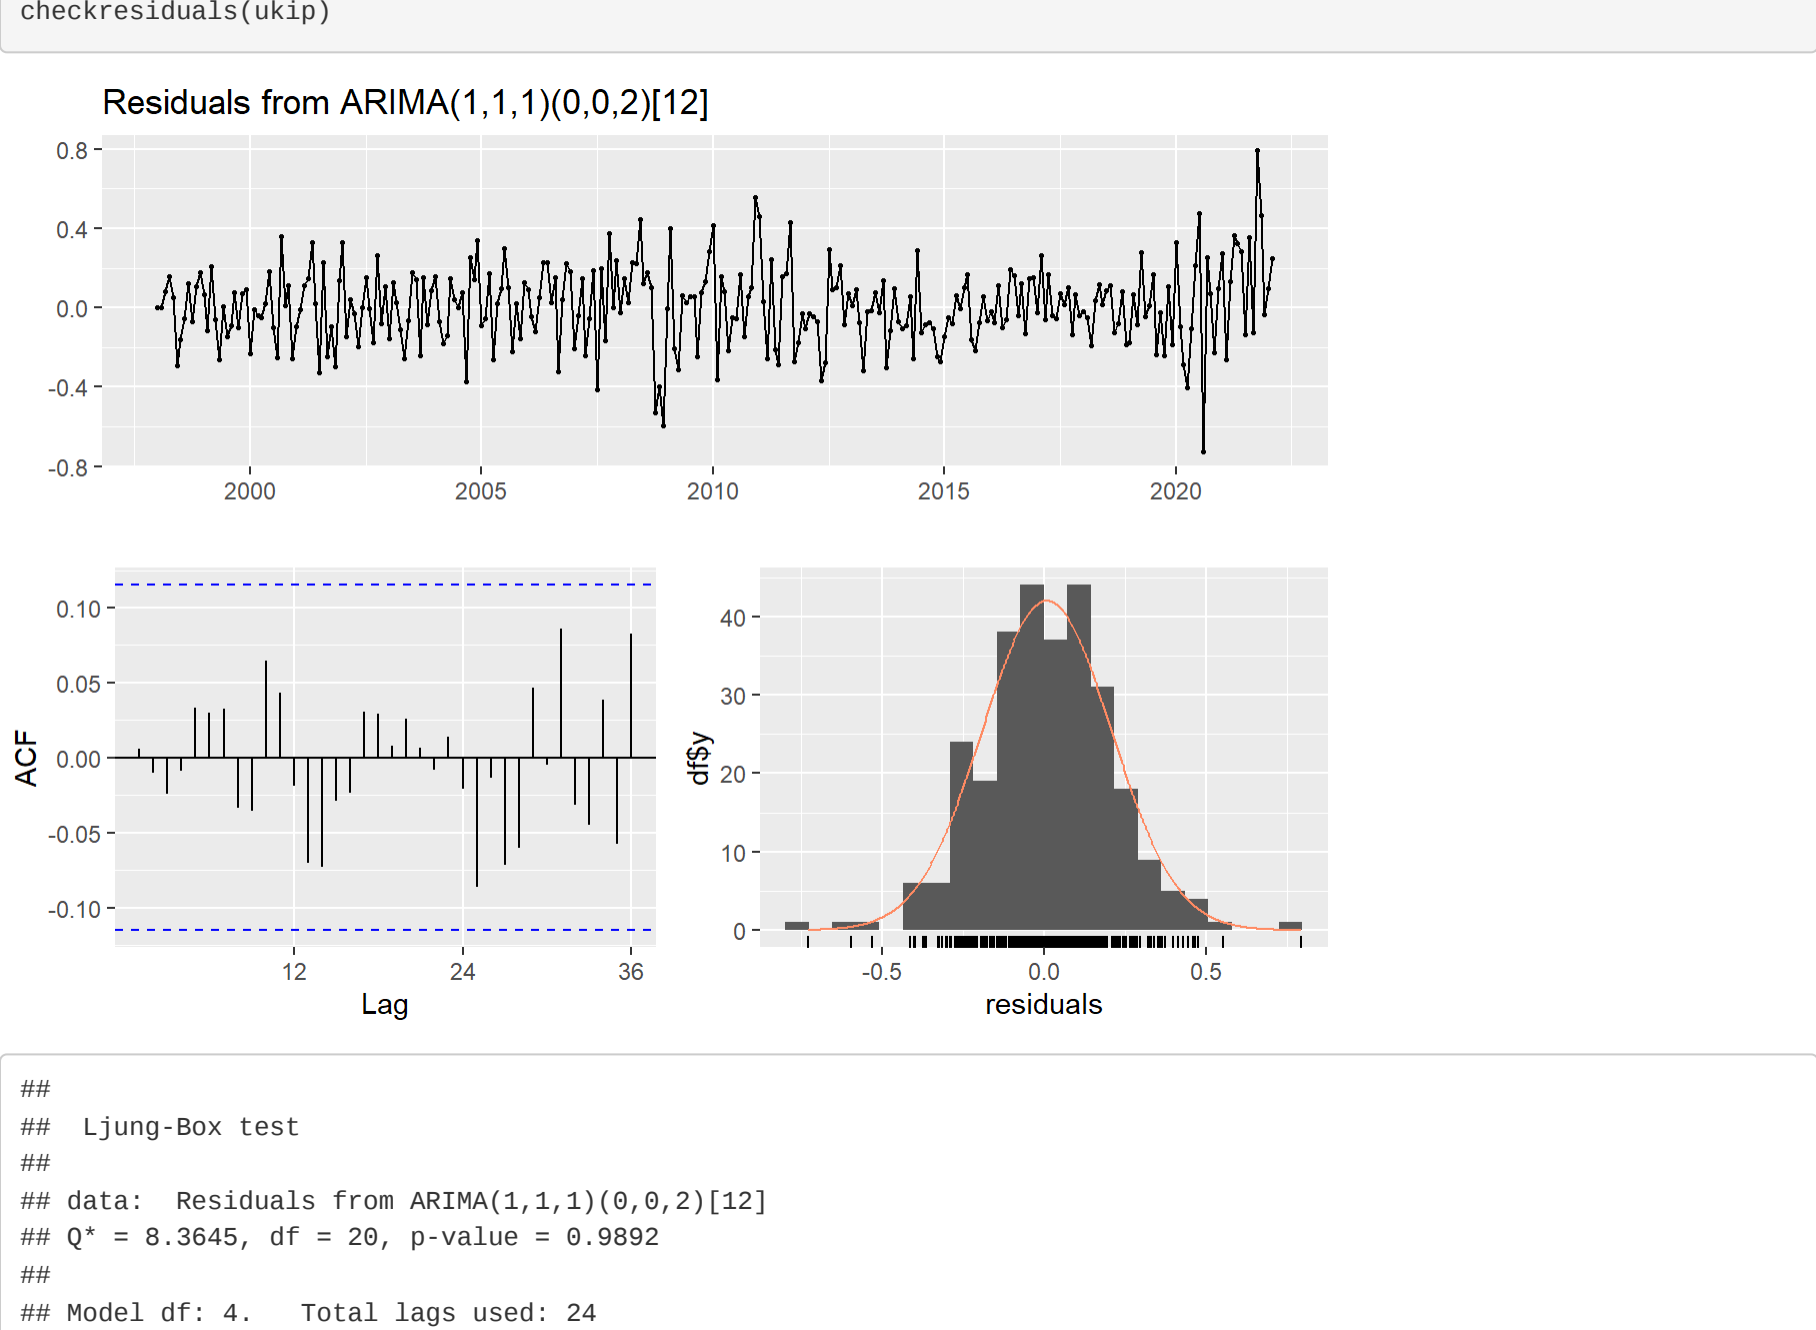 checkresiduals(ukip)
Residuals from ARIMA(1,1,1)(0,0,2)[12]
0.8
0.4
0.0
-0.4
-0.8
2000 2005 2010 2015 2020
ACF
0.10
0.05
0.00
-0.05
-0.10
12 24 36
Lag
df$y
40
30
20
10
0
-0.5 0.0 0.5
residuals
##
##  Ljung-Box test
##
## data:  Residuals from ARIMA(1,1,1)(0,0,2)[12]
## Q* = 8.3645, df = 20, p-value = 0.9892
##
## Model df: 4.   Total lags used: 24